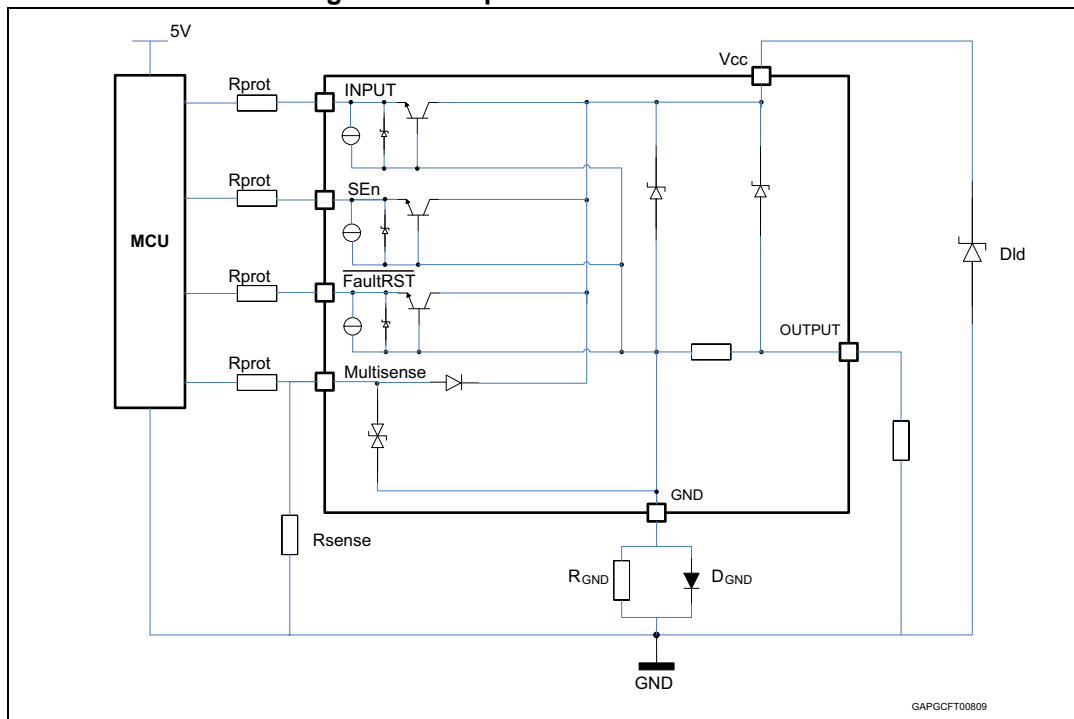 5V
Vcc
Rprot
INPUT
Rprot
SEn
MCU
Dld
Rprot
FaultRST
OUTPUT
Rprot
Multisense
GND
Rsense
RGND
DGND
GND
GAPGCFT00809